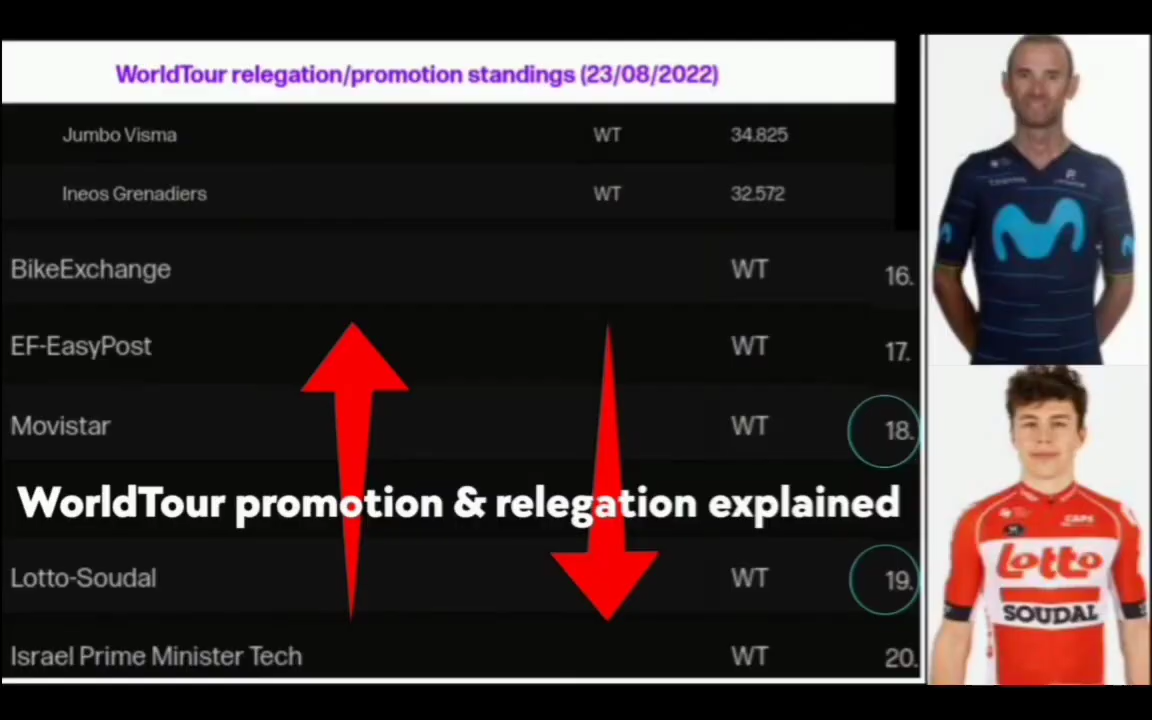 WorldTour relegation/promotion standings (23/08/2022)
Jumbo Visma WT 34.825
Ineos Grenadiers WT 32.572
BikeExchange WT 16.
EF-EasyPost WT 17.
Movistar WT 18.
WorldTour promotion & relegation explained
Lotto-Soudal WT 19.
Israel Prime Minister Tech WT 20.
CAPS
Lotto
SOUDAL